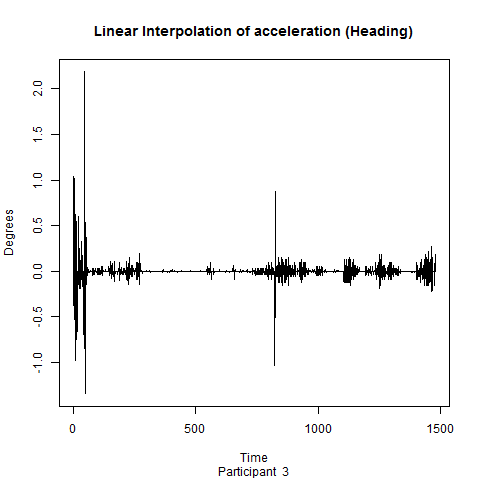 Linear Interpolation of acceleration (Heading)
Degrees
2.0
1.5
1.0
0.5
0.0
-0.5
-1.0
0 500 1000 1500
Time
Participant 3